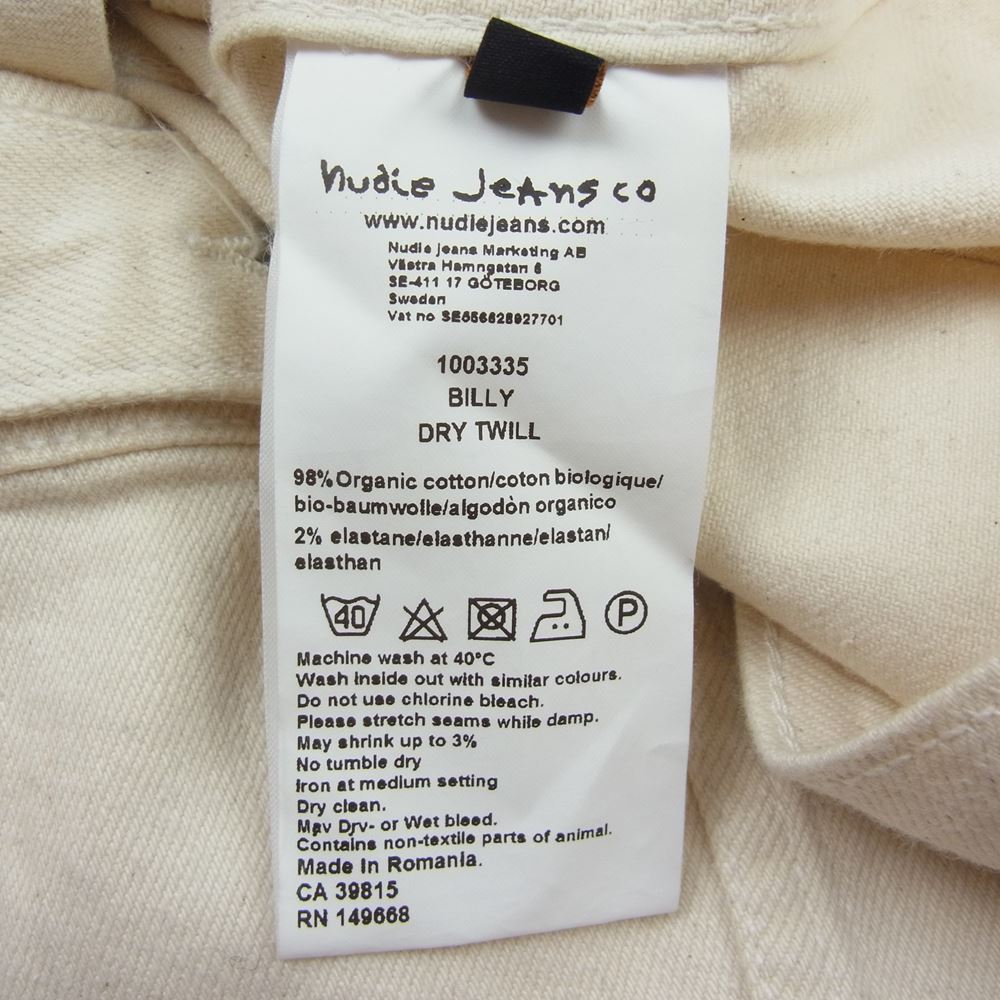 nudie Jeans co
www.nudiejeans.com
Nudie Jeans Marketing AB
Västra Hamngatan 6
SE-411 17 GÖTEBORG
Sweden
Vat no SE556628927701
1003335
BILLY
DRY TWILL
98% Organic cotton/coton biologique/
bio-baumwolle/algodòn organico
2% elastane/elasthanne/elastan/
elasthan
40 P
Machine wash at 40°C
Wash inside out with similar colours.
Do not use chlorine bleach.
Please stretch seams while damp.
May shrink up to 3%
No tumble dry
Iron at medium setting
Dry clean.
May Dry- or Wet bleed.
Contains non-textile parts of animal.
Made in Romania.
CA 39815
RN 149668